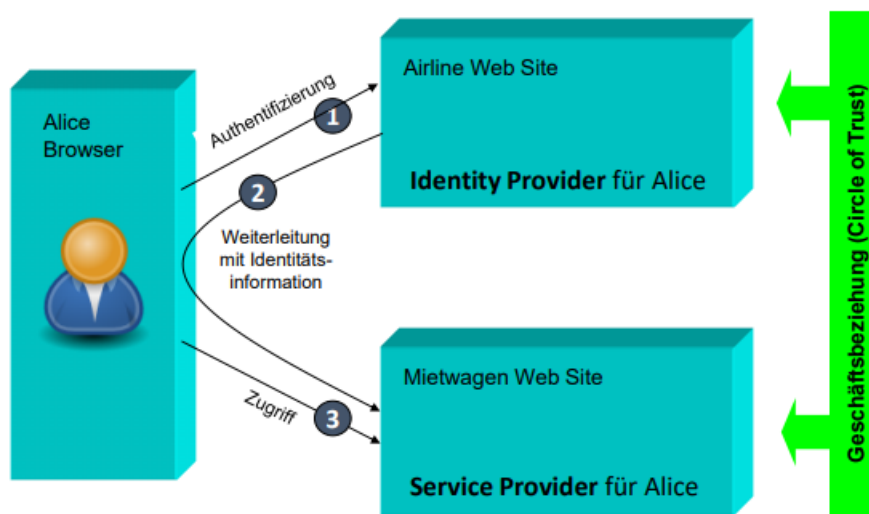 Alice
Browser
Authentifizierung
1
Airline Web Site
Identity Provider für Alice
2
Weiterleitung
mit Identitäts-
information
Zugriff
3
Mietwagen Web Site
Service Provider für Alice
Geschäftsbeziehung (Circle of Trust)